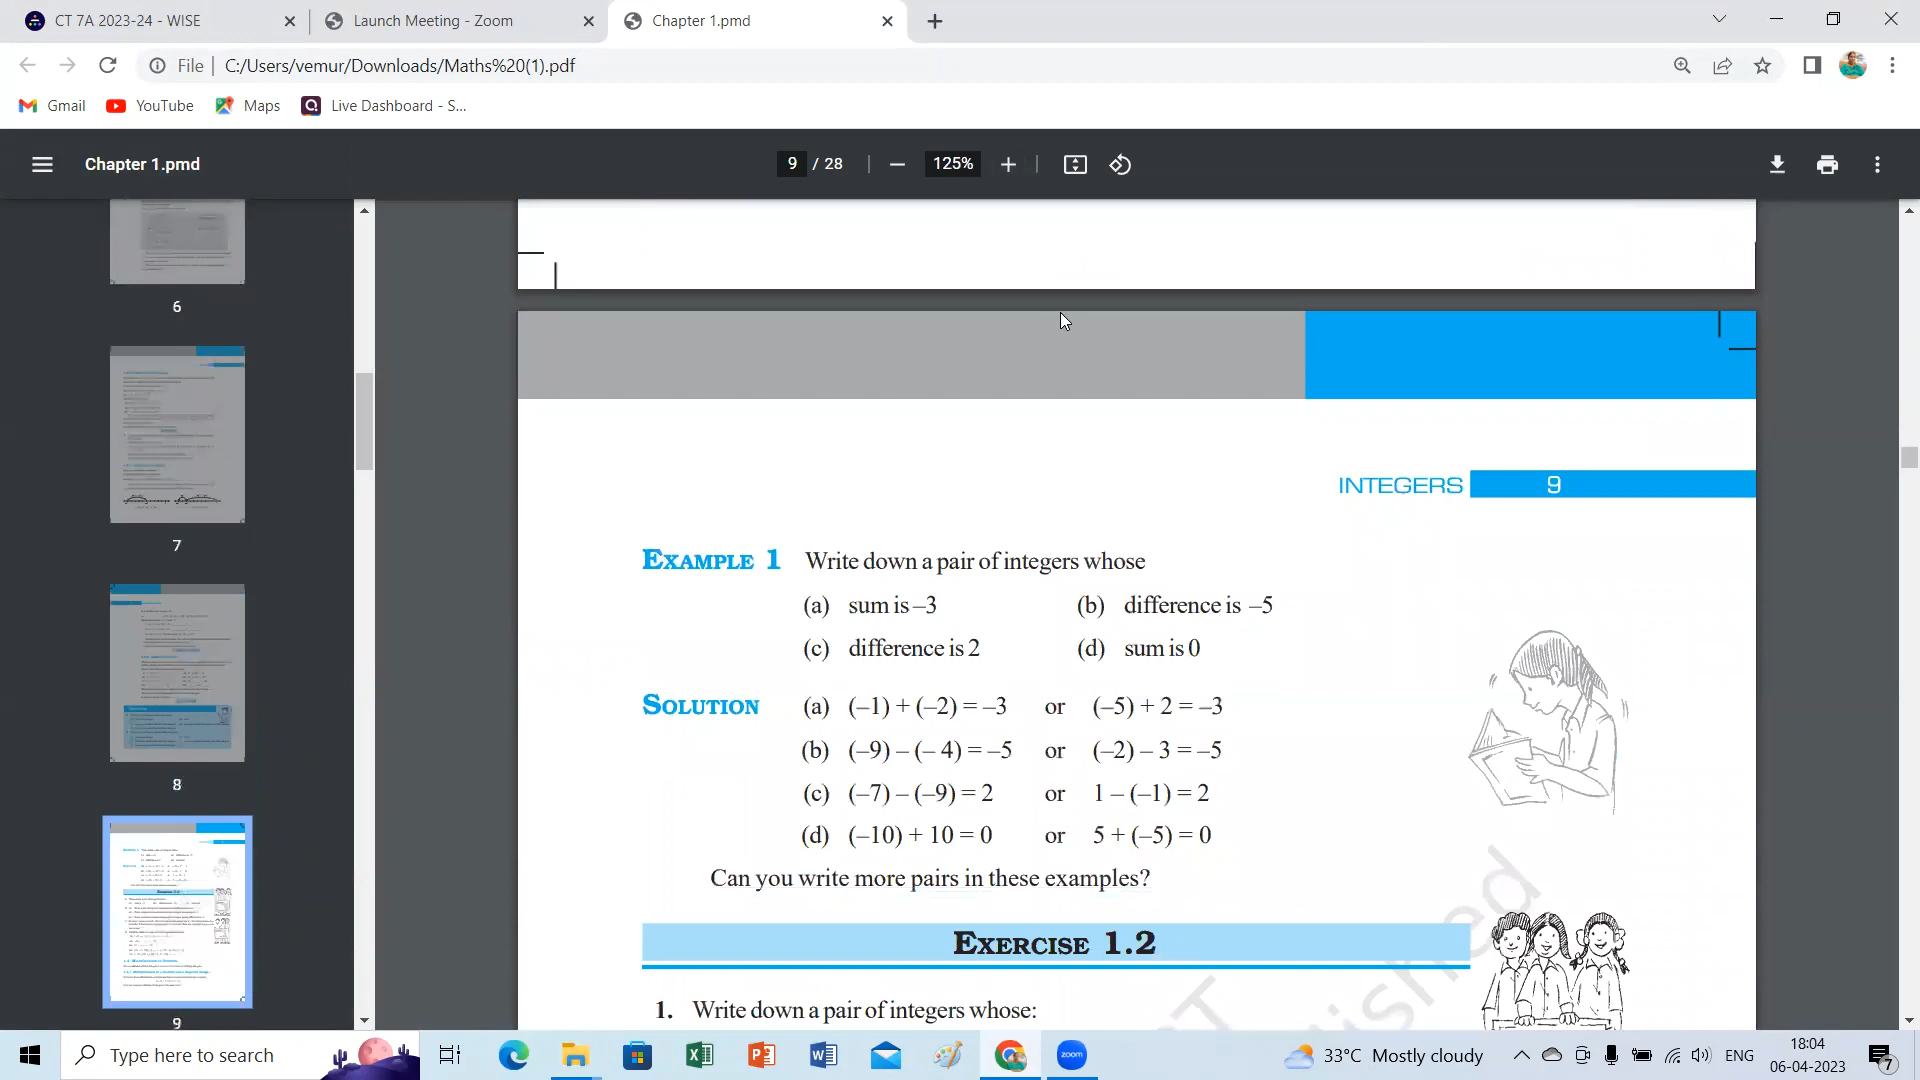 CT 7A 2023-24 - WISE
Launch Meeting - Zoom
Chapter 1.pmd
File
C:/Users/vemur/Downloads/Maths%20(1).pdf
Gmail
YouTube
Maps
Live Dashboard - S...
Chapter 1.pmd
9 / 28
125%
6
7
8
9
INTEGERS 9
EXAMPLE 1 Write down a pair of integers whose
(a) sum is –3 (b) difference is –5
(c) difference is 2 (d) sum is 0
SOLUTION (a) (–1) + (–2) = –3 or (–5) + 2 = –3
(b) (–9) – (– 4) = –5 or (–2) – 3 = –5
(c) (–7) – (–9) = 2 or 1 – (–1) = 2
(d) (–10) + 10 = 0 or 5 + (–5) = 0
Can you write more pairs in these examples?
EXERCISE 1.2
1. Write down a pair of integers whose:
Type here to search
zoom
33°C Mostly cloudy
ENG
18:04
06-04-2023
7